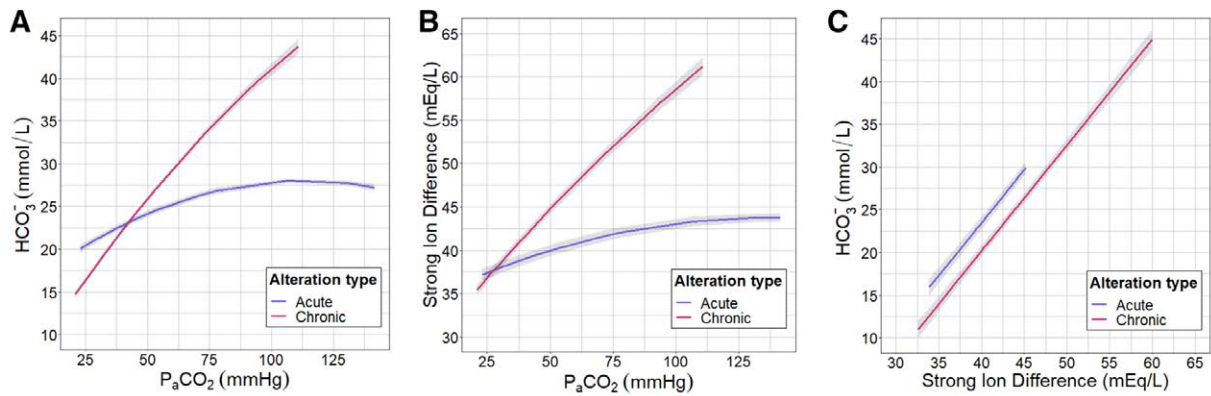 A
HCO₃⁻ (mmol/L)
45
40
35
30
25
20
15
10
Alteration type
Acute
Chronic
25 50 75 100 125
PₐCO₂ (mmHg)
B
Strong Ion Difference (mEq/L)
65
60
55
50
45
40
35
30
Alteration type
Acute
Chronic
25 50 75 100 125
PₐCO₂ (mmHg)
C
HCO₃⁻ (mmol/L)
45
40
35
30
25
20
15
10
Alteration type
Acute
Chronic
30 35 40 45 50 55 60 65
Strong Ion Difference (mEq/L)